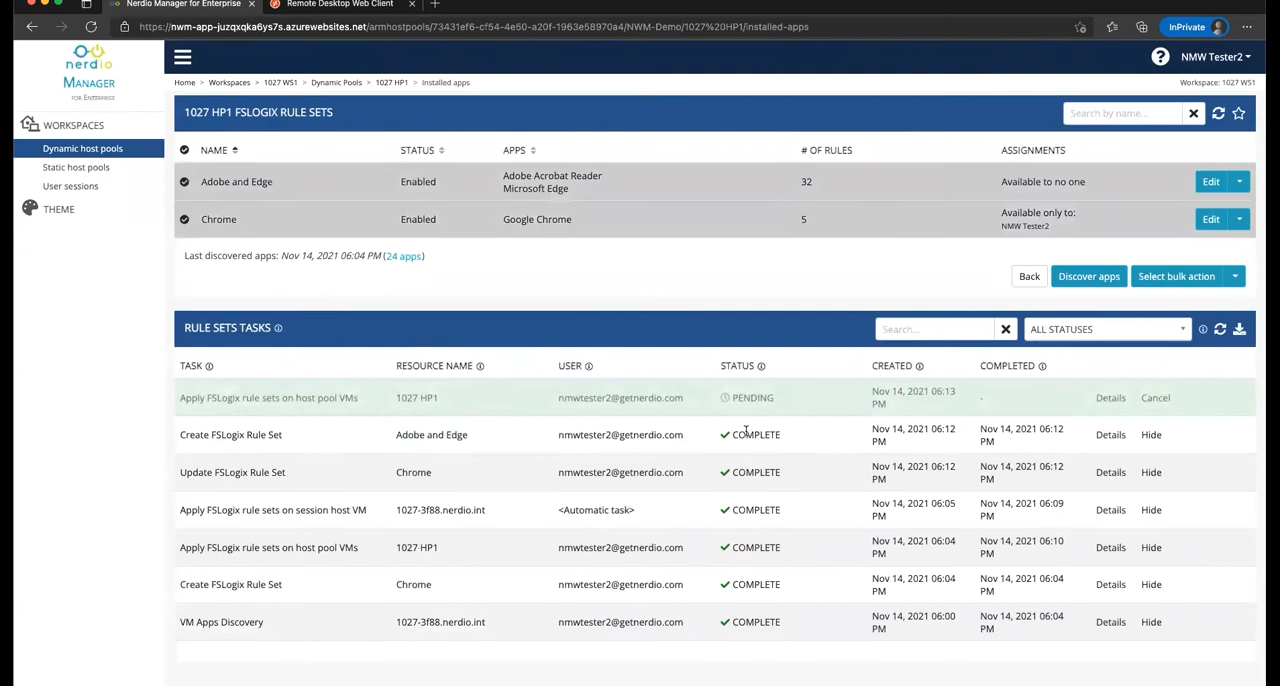 Nerdio Manager for Enterprise
Remote Desktop Web Client
https://nwm-app-juzqxqka6ys7s.azurewebsites.net/armhostpools/73431ef6-cf54-4e50-a20f-1963e58970a4/NWM-Demo/1027%20HP1/installed-apps
InPrivate
nerdio
MANAGER
FOR ENTERPRISE
NMW Tester2
Home > Workspaces > 1027 WS1 > Dynamic Pools > 1027 HP1 > Installed apps
Workspace: 1027 WS1
WORKSPACES
Dynamic host pools
Static host pools
User sessions
THEME
1027 HP1 FSLOGIX RULE SETS
Search by name...
NAME STATUS APPS # OF RULES ASSIGNMENTS
Adobe and Edge Enabled Adobe Acrobat Reader 32 Available to no one Edit
Microsoft Edge
Chrome Enabled Google Chrome 5 Available only to: Edit
NMW Tester2
Last discovered apps: Nov 14, 2021 06:04 PM (24 apps)
Back Discover apps Select bulk action
RULE SETS TASKS
Search... ALL STATUSES
TASK RESOURCE NAME USER STATUS CREATED COMPLETED
Apply FSLogix rule sets on host pool VMs 1027 HP1 nmwtester2@getnerdio.com PENDING Nov 14, 2021 06:13 PM - Details Cancel
Create FSLogix Rule Set Adobe and Edge nmwtester2@getnerdio.com COMPLETE Nov 14, 2021 06:12 PM Nov 14, 2021 06:12 PM Details Hide
Update FSLogix Rule Set Chrome nmwtester2@getnerdio.com COMPLETE Nov 14, 2021 06:12 PM Nov 14, 2021 06:12 PM Details Hide
Apply FSLogix rule sets on session host VM 1027-3f88.nerdio.int <Automatic task> COMPLETE Nov 14, 2021 06:05 PM Nov 14, 2021 06:09 PM Details Hide
Apply FSLogix rule sets on host pool VMs 1027 HP1 nmwtester2@getnerdio.com COMPLETE Nov 14, 2021 06:04 PM Nov 14, 2021 06:10 PM Details Hide
Create FSLogix Rule Set Chrome nmwtester2@getnerdio.com COMPLETE Nov 14, 2021 06:04 PM Nov 14, 2021 06:04 PM Details Hide
VM Apps Discovery 1027-3f88.nerdio.int nmwtester2@getnerdio.com COMPLETE Nov 14, 2021 06:00 PM Nov 14, 2021 06:04 PM Details Hide